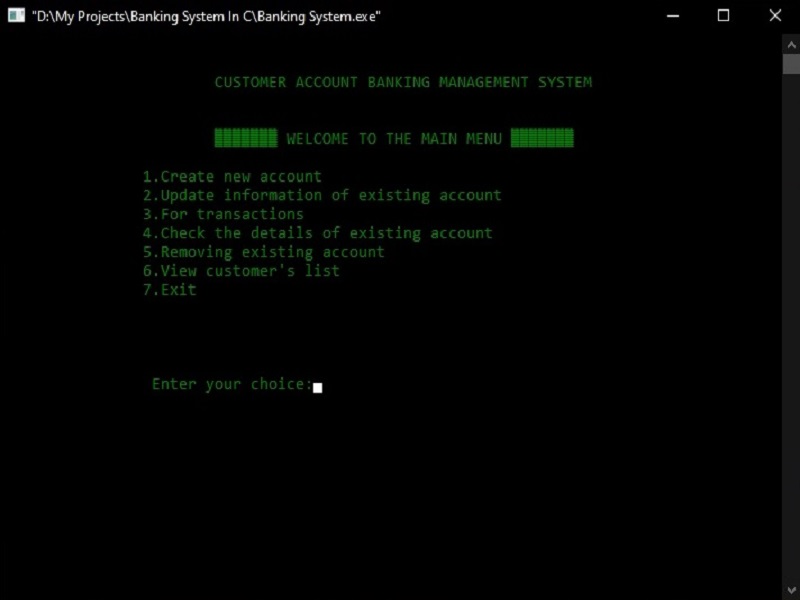 "D:\My Projects\Banking System In C\Banking System.exe"
CUSTOMER ACCOUNT BANKING MANAGEMENT SYSTEM
WELCOME TO THE MAIN MENU
1.Create new account
2.Update information of existing account
3.For transactions
4.Check the details of existing account
5.Removing existing account
6.View customer's list
7.Exit
Enter your choice: